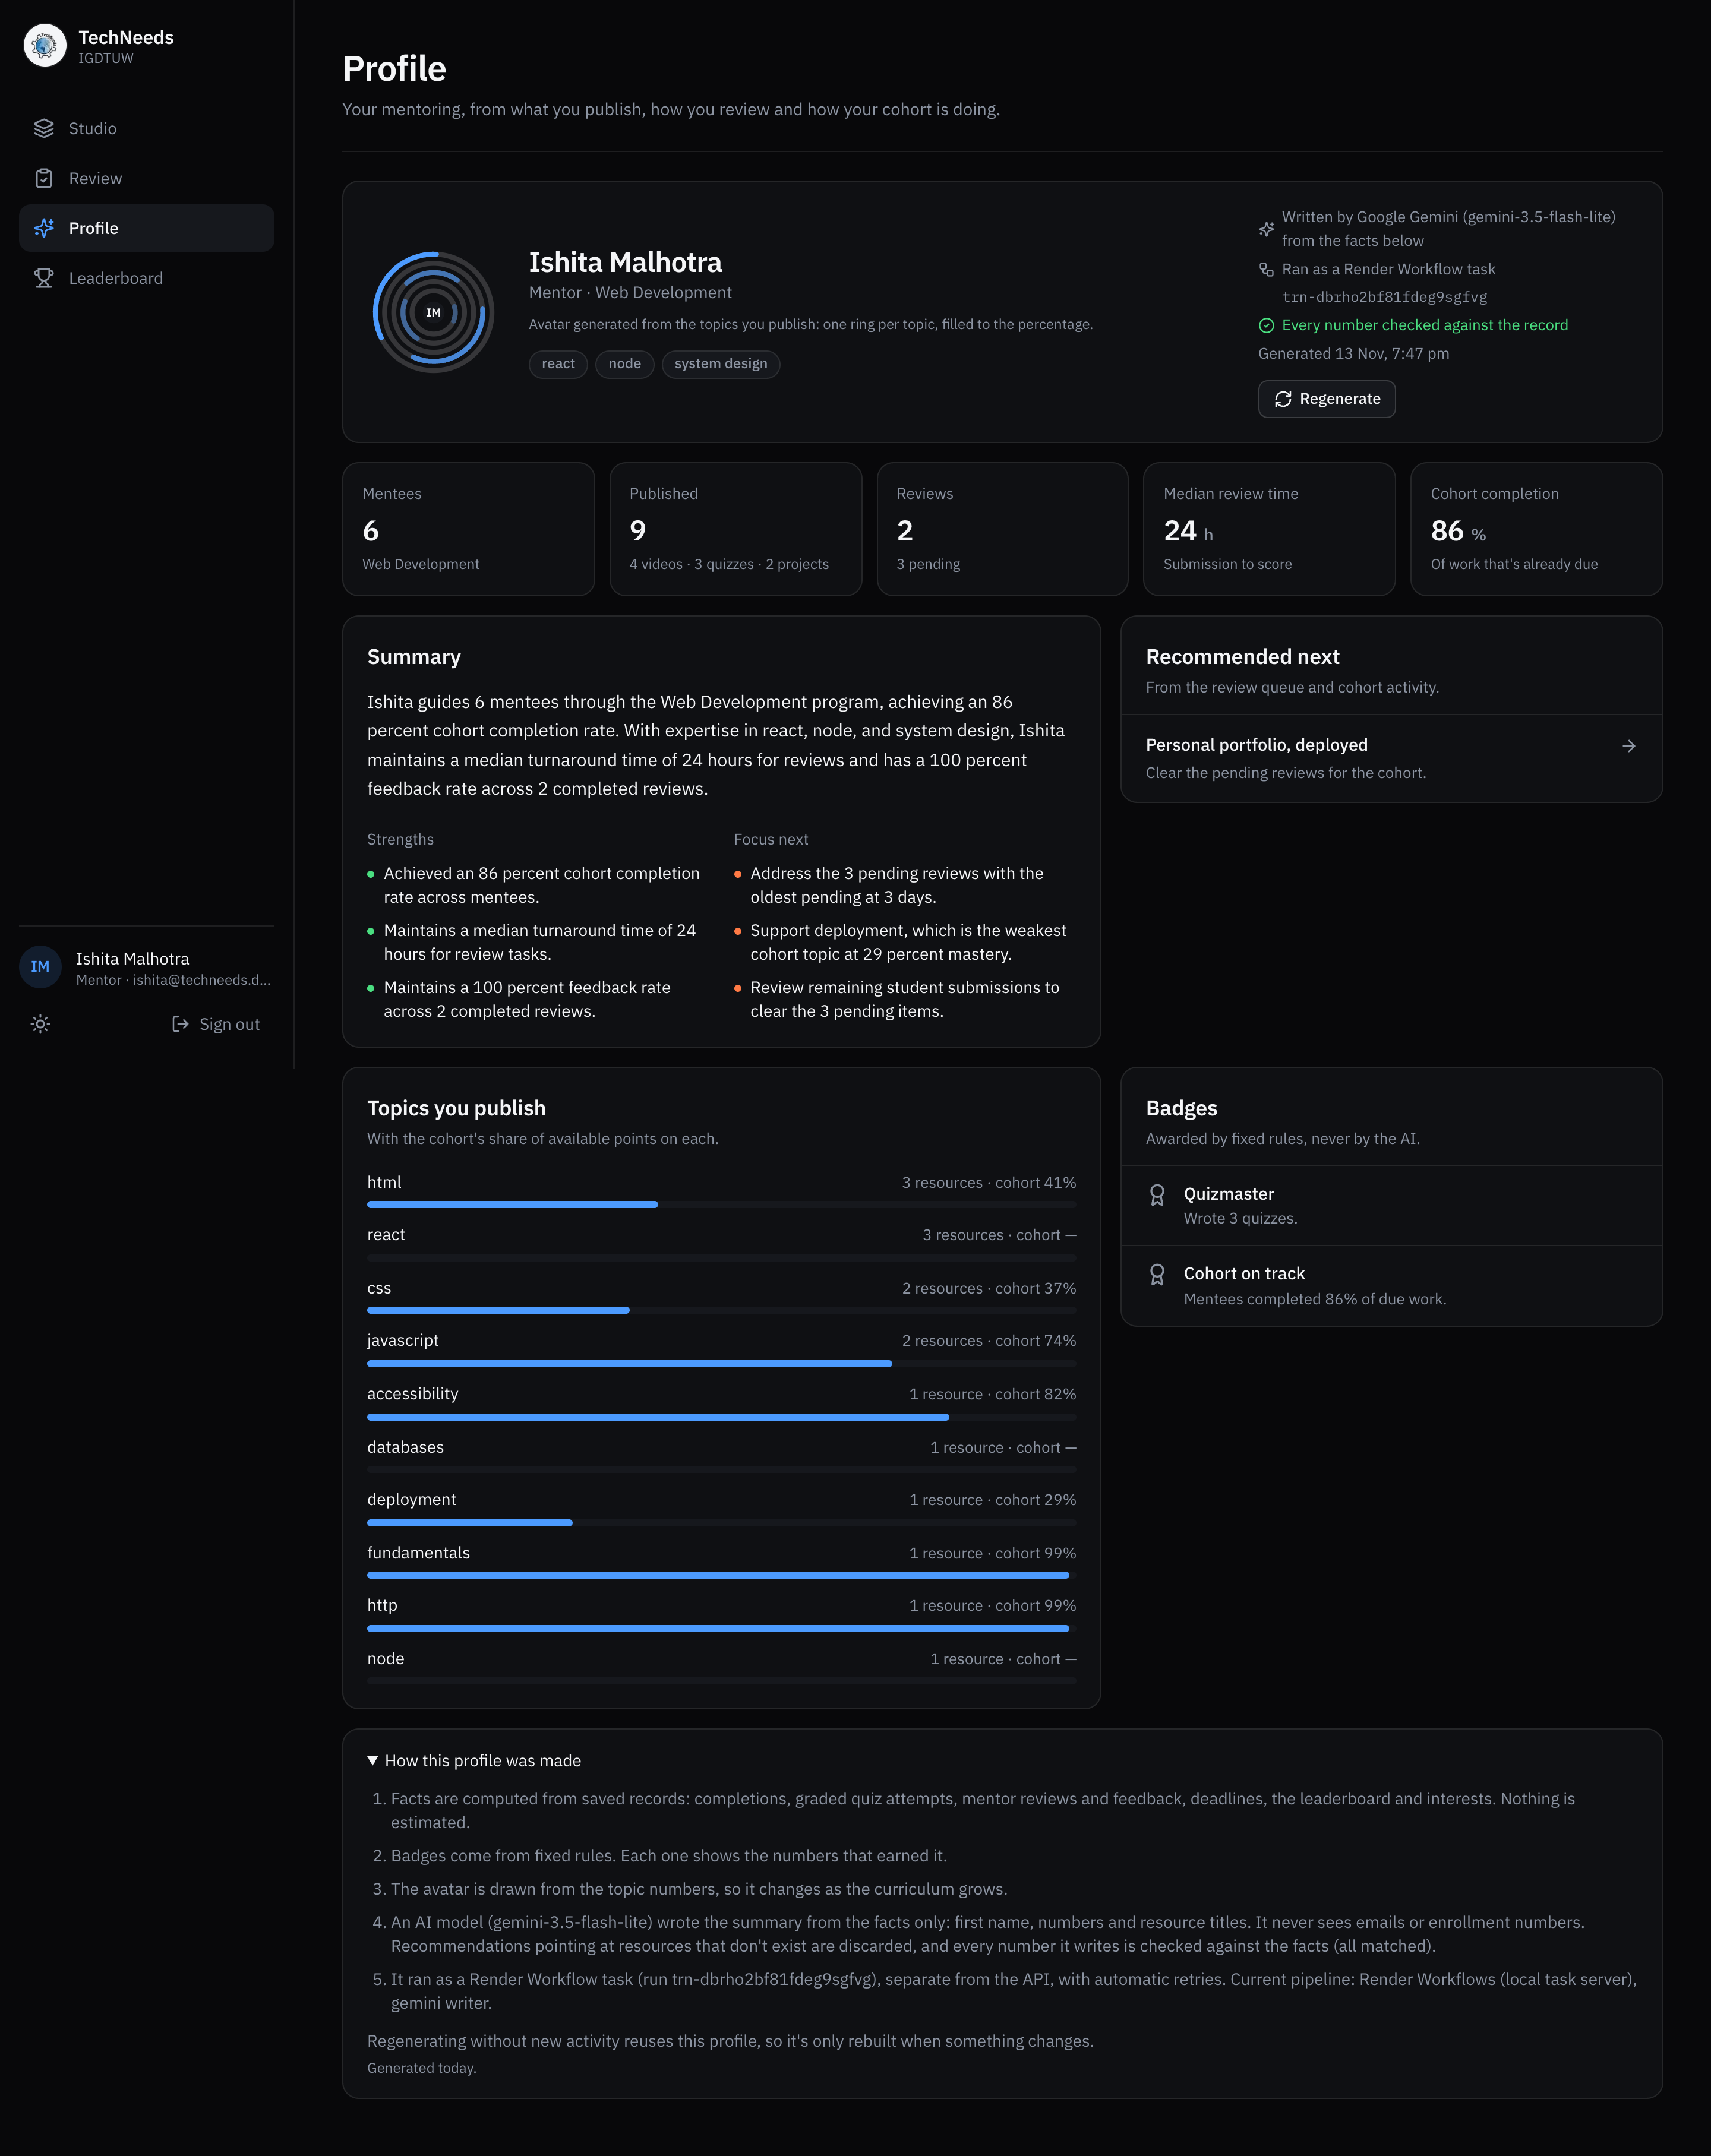 TechNeeds
IGDTUW
Studio
Review
Profile
Leaderboard
Ishita Malhotra
IM
Mentor · ishita@techneeds.d...
Sign out
Profile
Your mentoring, from what you publish, how you review and how your cohort is doing.
IM
Ishita Malhotra
Mentor · Web Development
Avatar generated from the topics you publish: one ring per topic, filled to the percentage.
react
node
system design
Written by Google Gemini (gemini-3.5-flash-lite)
from the facts below
Ran as a Render Workflow task
trn-dbrho2bf81fdeg9sgfvg
Every number checked against the record
Generated 13 Nov, 7:47 pm
Regenerate
Mentees
6
Web Development
Published
9
4 videos · 3 quizzes · 2 projects
Reviews
2
3 pending
Median review time
24 h
Submission to score
Cohort completion
86 %
Of work that's already due
Summary
Ishita guides 6 mentees through the Web Development program, achieving an 86
percent cohort completion rate. With expertise in react, node, and system design, Ishita
maintains a median turnaround time of 24 hours for reviews and has a 100 percent
feedback rate across 2 completed reviews.
Strengths
Achieved an 86 percent cohort completion
rate across mentees.
Maintains a median turnaround time of 24
hours for review tasks.
Maintains a 100 percent feedback rate
across 2 completed reviews.
Focus next
Address the 3 pending reviews with the
oldest pending at 3 days.
Support deployment, which is the weakest
cohort topic at 29 percent mastery.
Review remaining student submissions to
clear the 3 pending items.
Recommended next
From the review queue and cohort activity.
Personal portfolio, deployed
Clear the pending reviews for the cohort.
Topics you publish
With the cohort's share of available points on each.
html
3 resources · cohort 41%
react
3 resources · cohort —
css
2 resources · cohort 37%
javascript
2 resources · cohort 74%
accessibility
1 resource · cohort 82%
databases
1 resource · cohort —
deployment
1 resource · cohort 29%
fundamentals
1 resource · cohort 99%
http
1 resource · cohort 99%
node
1 resource · cohort —
Badges
Awarded by fixed rules, never by the AI.
Quizmaster
Wrote 3 quizzes.
Cohort on track
Mentees completed 86% of due work.
How this profile was made
1. Facts are computed from saved records: completions, graded quiz attempts, mentor reviews and feedback, deadlines, the leaderboard and interests. Nothing is
estimated.
2. Badges come from fixed rules. Each one shows the numbers that earned it.
3. The avatar is drawn from the topic numbers, so it changes as the curriculum grows.
4. An AI model (gemini-3.5-flash-lite) wrote the summary from the facts only: first name, numbers and resource titles. It never sees emails or enrollment numbers.
Recommendations pointing at resources that don't exist are discarded, and every number it writes is checked against the facts (all matched).
5. It ran as a Render Workflow task (run trn-dbrho2bf81fdeg9sgfvg), separate from the API, with automatic retries. Current pipeline: Render Workflows (local task server),
gemini writer.
Regenerating without new activity reuses this profile, so it's only rebuilt when something changes.
Generated today.